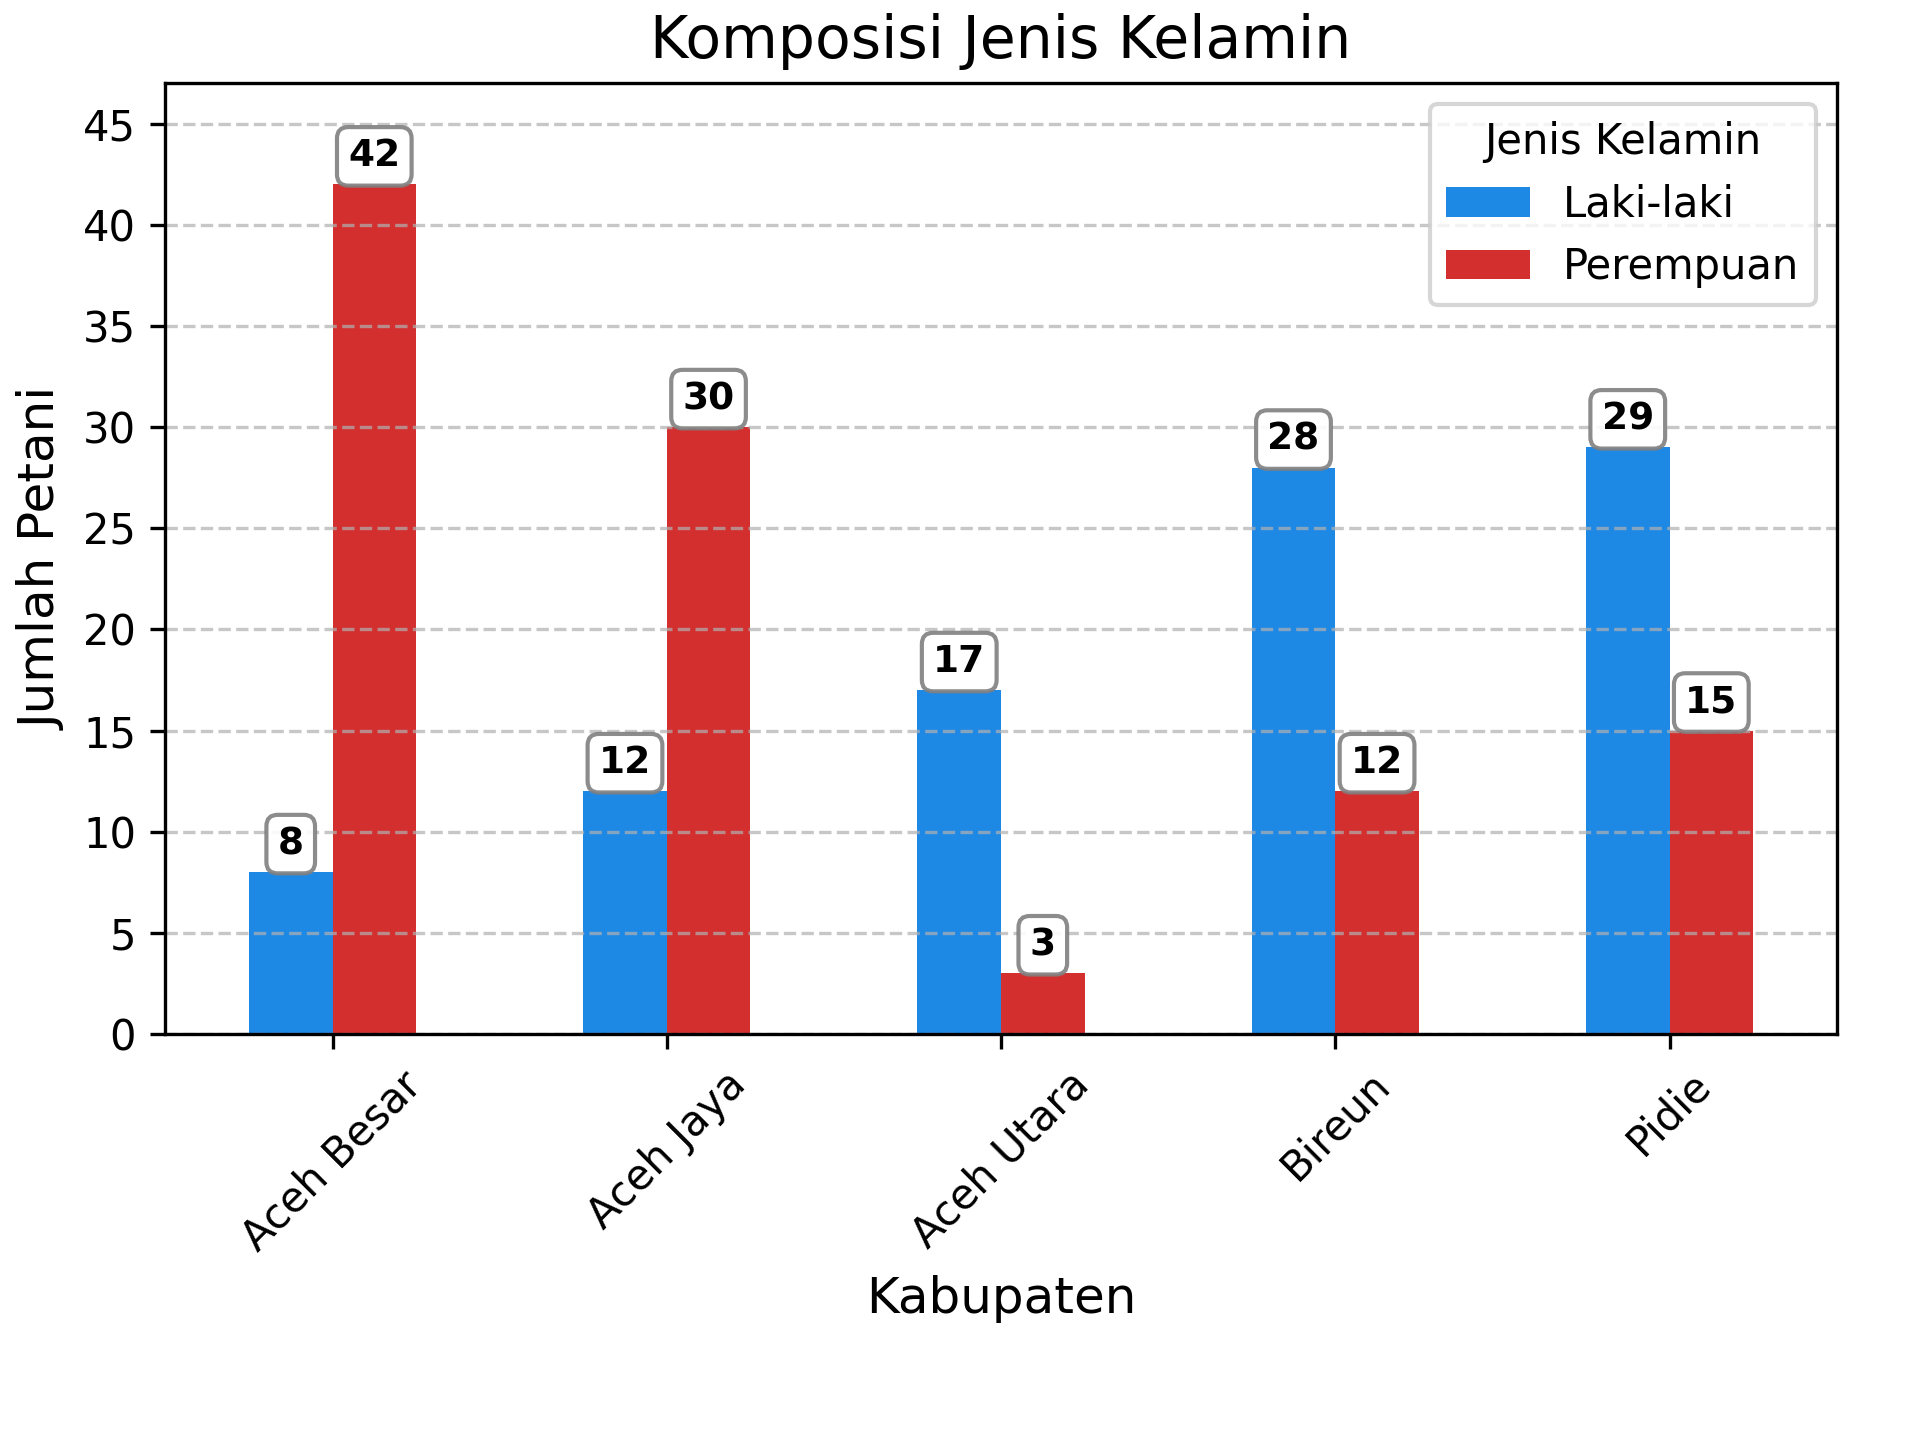 Komposisi Jenis Kelamin
Jenis Kelamin
Laki-laki
Perempuan
Jumlah Petani
45
40
35
30
25
20
15
10
5
0
8
42
12
30
17
3
28
12
29
15
Aceh Besar
Aceh Jaya
Aceh Utara
Bireun
Pidie
Kabupaten